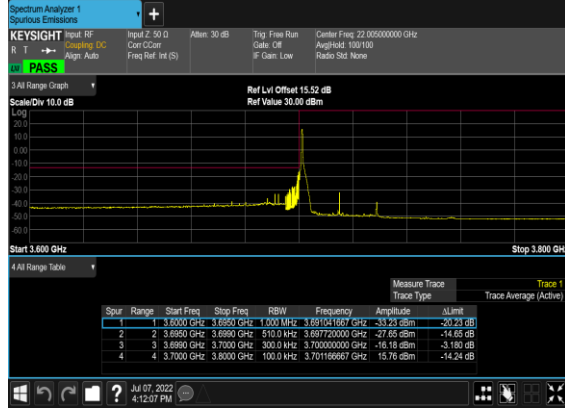 Spectrum Analyzer 1
Spurious Emissions
+
KEYSIGHT Input: RF Input Z: 50 Ω Atten: 30 dB Trig: Free Run Center Freq: 22.005000000 GHz
R T Coupling: DC Corr CCorr Gate: Off Avg|Hold: 100/100
Align: Auto Freq Ref: Int (S) IF Gain: Low Radio Std: None
PASS
3 All Range Graph
Ref Lvl Offset 15.52 dB
Scale/Div 10.0 dB Ref Value 30.00 dBm
Log
20.0
10.0
0.00
-10.0
-20.0
-30.0
-40.0
-50.0
-60.0
Start 3.600 GHz Stop 3.800 GHz
4 All Range Table
Measure Trace Trace 1
Trace Type Trace Average (Active)
Spur Range Start Freq Stop Freq RBW Frequency Amplitude ΔLimit
1 1 3.6000 GHz 3.6950 GHz 1.000 MHz 3.691041667 GHz -33.23 dBm -20.23 dB
2 2 3.6950 GHz 3.6990 GHz 510.0 kHz 3.697720000 GHz -27.65 dBm -14.65 dB
3 3 3.6990 GHz 3.7000 GHz 300.0 kHz 3.700000000 GHz -16.18 dBm -3.180 dB
4 4 3.7000 GHz 3.8000 GHz 100.0 kHz 3.701166667 GHz 15.76 dBm -14.24 dB
?
Jul 07, 2022
4:12:07 PM